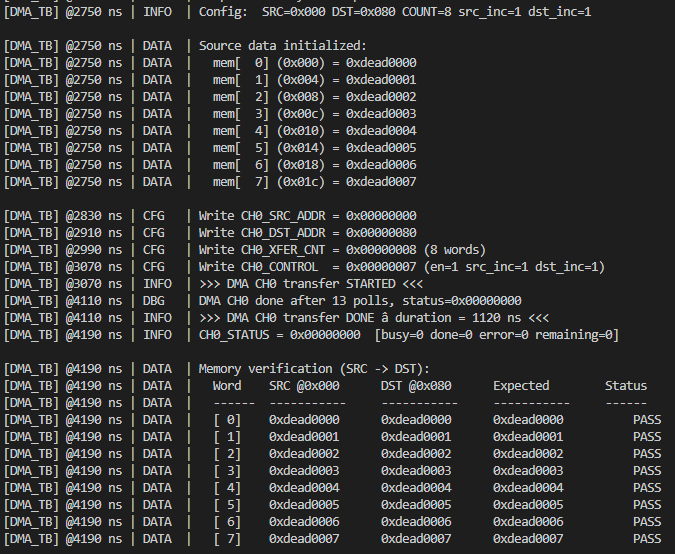 [DMA_TB] @2750 ns | INFO  | Config:  SRC=0x000 DST=0x080 COUNT=8 src_inc=1 dst_inc=1
[DMA_TB] @2750 ns | DATA  | Source data initialized:
[DMA_TB] @2750 ns | DATA  |   mem[  0] (0x000) = 0xdead0000
[DMA_TB] @2750 ns | DATA  |   mem[  1] (0x004) = 0xdead0001
[DMA_TB] @2750 ns | DATA  |   mem[  2] (0x008) = 0xdead0002
[DMA_TB] @2750 ns | DATA  |   mem[  3] (0x00c) = 0xdead0003
[DMA_TB] @2750 ns | DATA  |   mem[  4] (0x010) = 0xdead0004
[DMA_TB] @2750 ns | DATA  |   mem[  5] (0x014) = 0xdead0005
[DMA_TB] @2750 ns | DATA  |   mem[  6] (0x018) = 0xdead0006
[DMA_TB] @2750 ns | DATA  |   mem[  7] (0x01c) = 0xdead0007
[DMA_TB] @2830 ns | CFG   | Write CH0_SRC_ADDR = 0x00000000
[DMA_TB] @2910 ns | CFG   | Write CH0_DST_ADDR = 0x00000080
[DMA_TB] @2990 ns | CFG   | Write CH0_XFER_CNT = 0x00000008 (8 words)
[DMA_TB] @3070 ns | CFG   | Write CH0_CONTROL  = 0x00000007 (en=1 src_inc=1 dst_inc=1)
[DMA_TB] @3070 ns | INFO  | >>> DMA CH0 transfer STARTED <<<
[DMA_TB] @4110 ns | DBG   | DMA CH0 done after 13 polls, status=0x00000000
[DMA_TB] @4110 ns | INFO  | >>> DMA CH0 transfer DONE â duration = 1120 ns <<<
[DMA_TB] @4190 ns | INFO  | CH0_STATUS = 0x00000000  [busy=0 done=0 error=0 remaining=0]
[DMA_TB] @4190 ns | DATA  | Memory verification (SRC -> DST):
[DMA_TB] @4190 ns | DATA  |   Word    SRC @0x000      DST @0x080      Expected        Status
[DMA_TB] @4190 ns | DATA  |   ------  -----------     -----------     -----------     ------
[DMA_TB] @4190 ns | DATA  |   [ 0]    0xdead0000      0xdead0000      0xdead0000          PASS
[DMA_TB] @4190 ns | DATA  |   [ 1]    0xdead0001      0xdead0001      0xdead0001          PASS
[DMA_TB] @4190 ns | DATA  |   [ 2]    0xdead0002      0xdead0002      0xdead0002          PASS
[DMA_TB] @4190 ns | DATA  |   [ 3]    0xdead0003      0xdead0003      0xdead0003          PASS
[DMA_TB] @4190 ns | DATA  |   [ 4]    0xdead0004      0xdead0004      0xdead0004          PASS
[DMA_TB] @4190 ns | DATA  |   [ 5]    0xdead0005      0xdead0005      0xdead0005          PASS
[DMA_TB] @4190 ns | DATA  |   [ 6]    0xdead0006      0xdead0006      0xdead0006          PASS
[DMA_TB] @4190 ns | DATA  |   [ 7]    0xdead0007      0xdead0007      0xdead0007          PASS